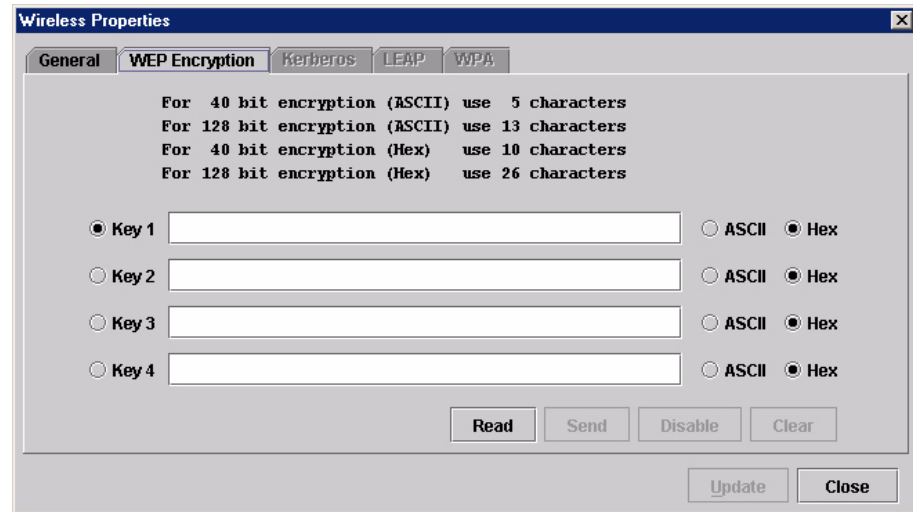 Wireless Properties
General WEP Encryption Kerberos LEAP WPA
For 40 bit encryption (ASCII) use 5 characters
For 128 bit encryption (ASCII) use 13 characters
For 40 bit encryption (Hex) use 10 characters
For 128 bit encryption (Hex) use 26 characters
Key 1 ASCII Hex
Key 2 ASCII Hex
Key 3 ASCII Hex
Key 4 ASCII Hex
Read Send Disable Clear
Update Close